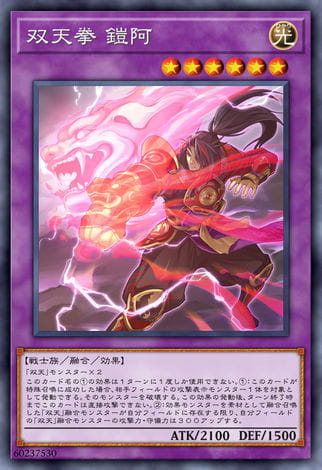 双天拳 鎧阿
光
【戦士族／融合／効果】
「双天」モンスター×2
このカード名の①の効果は1ターンに1度しか使用できない。①：このカードが
特殊召喚に成功した場合、相手フィールドの攻撃表示モンスター1体を対象と
して発動できる。そのモンスターを破壊する。この効果の発動後、ターン終了時
までこのカードは直接攻撃できない。②：効果モンスターを素材として融合召喚
した「双天」融合モンスターが自分フィールドに存在する限り、自分フィールド
の「双天」融合モンスターの攻撃力・守備力は300アップする。
ATK/2100 DEF/1500
60237530